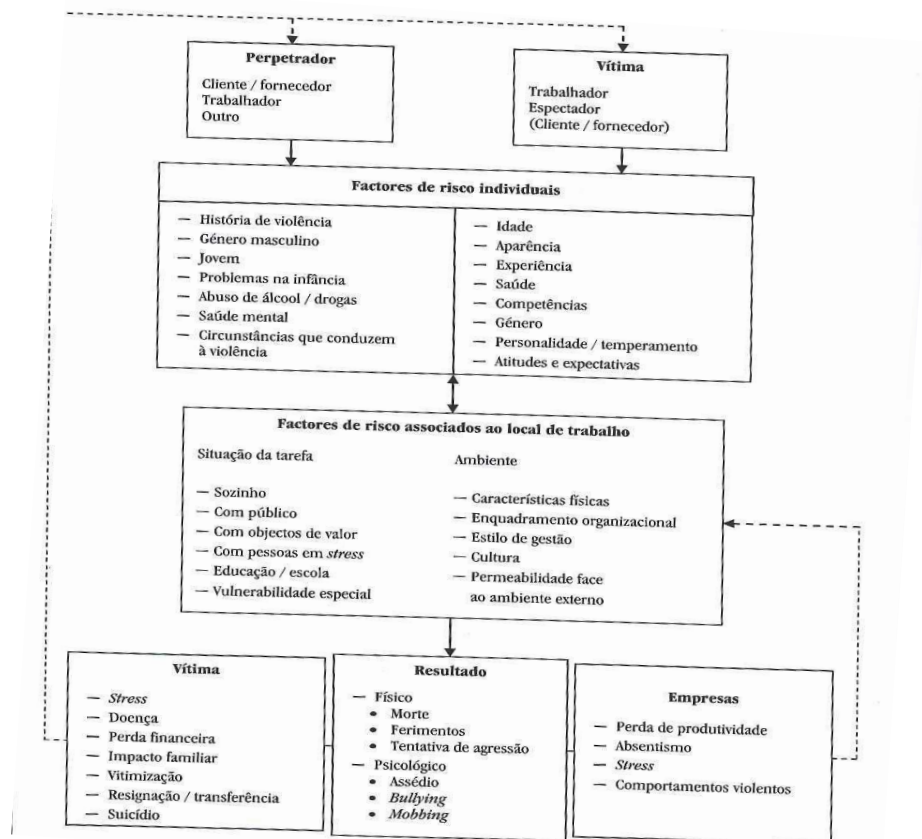 Perpetrador
Cliente / fornecedor
Trabalhador
Outro
Vítima
Trabalhador
Espectador
(Cliente / fornecedor)
Factores de risco individuais
— História de violência
— Género masculino
— Jovem
— Problemas na infância
— Abuso de álcool / drogas
— Saúde mental
— Circunstâncias que conduzem
à violência
— Idade
— Aparência
— Experiência
— Saúde
— Competências
— Género
— Personalidade / temperamento
— Atitudes e expectativas
Factores de risco associados ao local de trabalho
Situação da tarefa
— Sozinho
— Com público
— Com objectos de valor
— Com pessoas em stress
— Educação / escola
— Vulnerabilidade especial
Ambiente
— Características físicas
— Enquadramento organizacional
— Estilo de gestão
— Cultura
— Permeabilidade face
ao ambiente externo
Vítima
— Stress
— Doença
— Perda financeira
— Impacto familiar
— Vitimização
— Resignação / transferência
— Suicídio
Resultado
— Físico
• Morte
• Ferimentos
• Tentativa de agressão
— Psicológico
• Assédio
• Bullying
• Mobbing
Empresas
— Perda de produtividade
— Absentismo
— Stress
— Comportamentos violentos